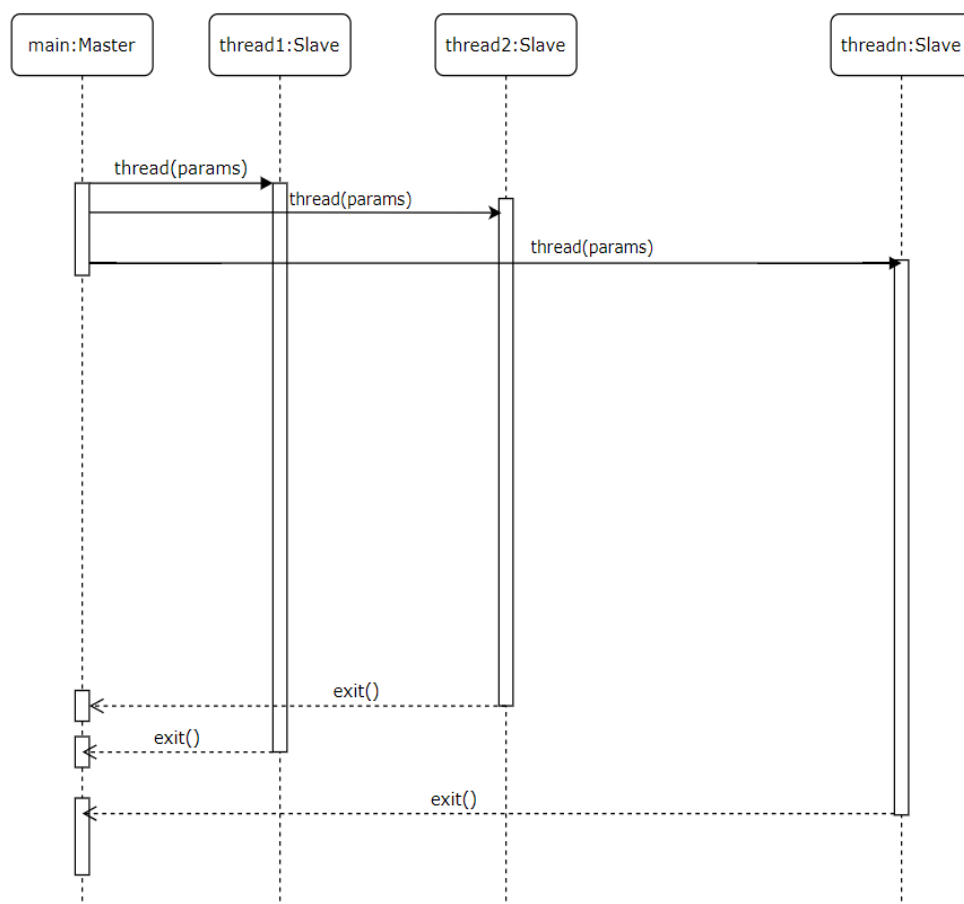 main:Master
thread1:Slave
thread2:Slave
threadn:Slave
thread(params)
thread(params)
thread(params)
exit()
exit()
exit()